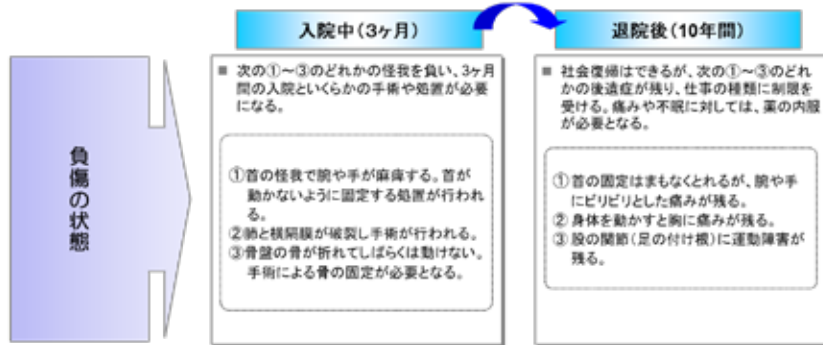 入院中(3ヶ月)
退院後(10年間)
負傷の状態
■ 次の①～③のどれかの怪我を負い、3ヶ月
間の入院といくらかの手術や処置が必要
になる。
①首の怪我で腕や手が麻痺する。首が
動かないように固定する処置が行われ
る。
②肺と横隔膜が破裂し手術が行われる。
③骨盤の骨が折れてしばらくは動けない。
手術による骨の固定が必要となる。
■ 社会復帰はできるが、次の①～③のどれ
かの後遺症が残り、仕事の種類に制限を
受ける。痛みや不眠に対しては、薬の内服
が必要となる。
①首の固定はまもなくとれるが、腕や手
にピリピリとした痛みが残る。
②身体を動かすと胸に痛みが残る。
③股の関節(足の付け根)に運動障害が
残る。